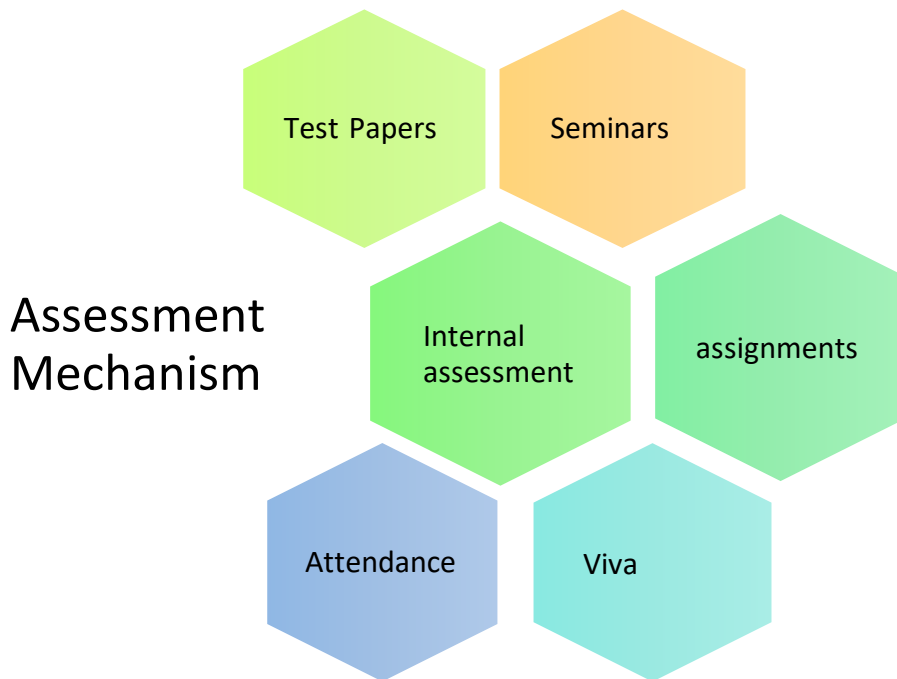 Test Papers
Seminars
Assessment
Mechanism
Internal
assessment
assignments
Attendance
Viva